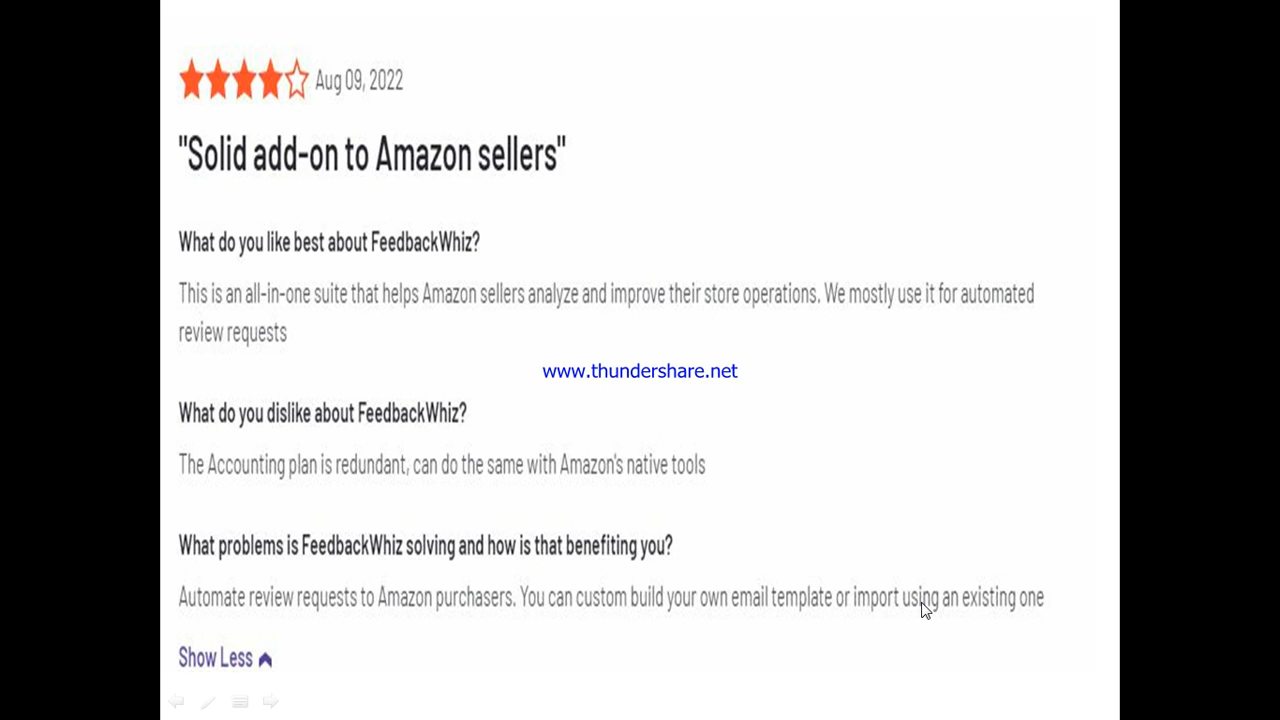 Aug 09, 2022
"Solid add-on to Amazon sellers"
What do you like best about FeedbackWhiz?
This is an all-in-one suite that helps Amazon sellers analyze and improve their store operations. We mostly use it for automated
review requests
www.thundershare.net
What do you dislike about FeedbackWhiz?
The Accounting plan is redundant, can do the same with Amazon's native tools
What problems is FeedbackWhiz solving and how is that benefiting you?
Automate review requests to Amazon purchasers. You can custom build your own email template or import using an existing one
Show Less